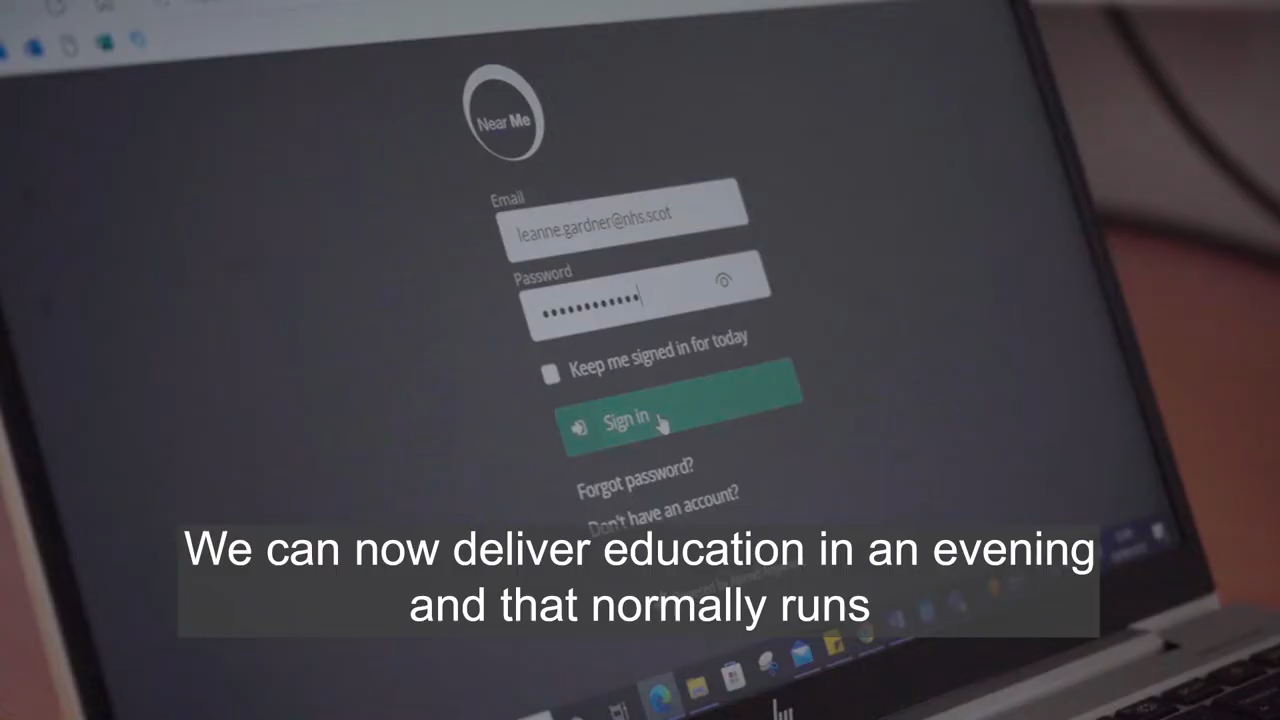 Near Me
Email
leanne.gardner@nhs.scot
Password
••••••••••••
Keep me signed in for today
Sign in
Forgot password?
Don't have an account?
We can now deliver education in an evening
and that normally runs
hp